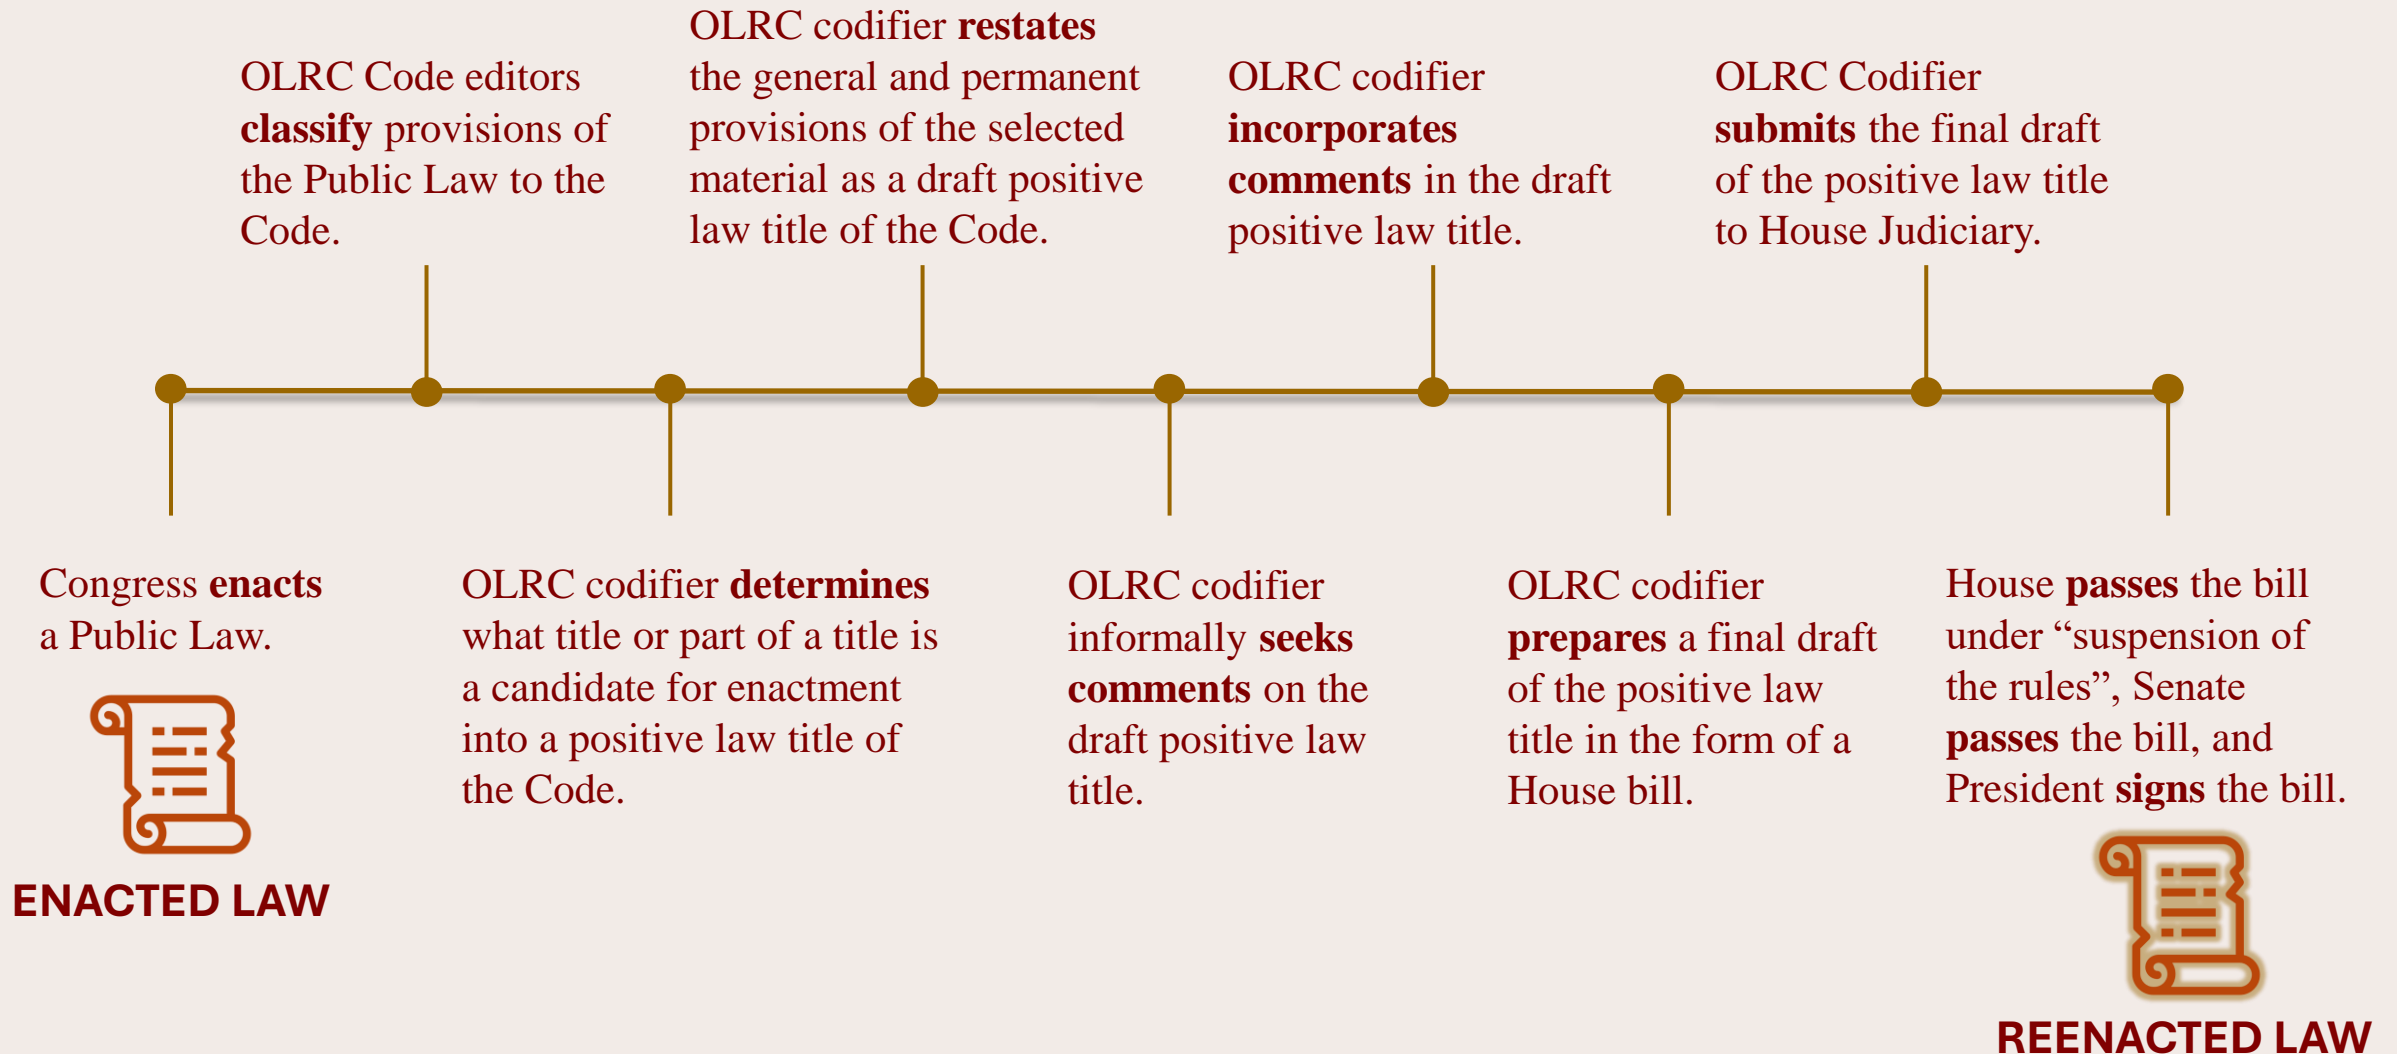 Congress enacts
a Public Law.
ENACTED LAW
OLRC Code editors
classify provisions of
the Public Law to the
Code.
OLRC codifier determines
what title or part of a title is
a candidate for enactment
into a positive law title of
the Code.
OLRC codifier restates
the general and permanent
provisions of the selected
material as a draft positive
law title of the Code.
OLRC codifier
informally seeks
comments on the
draft positive law
title.
OLRC codifier
incorporates
comments in the draft
positive law title.
OLRC codifier
prepares a final draft
of the positive law
title in the form of a
House bill.
OLRC Codifier
submits the final draft
of the positive law title
to House Judiciary.
House passes the bill
under “suspension of
the rules”, Senate
passes the bill, and
President signs the bill.
REENACTED LAW